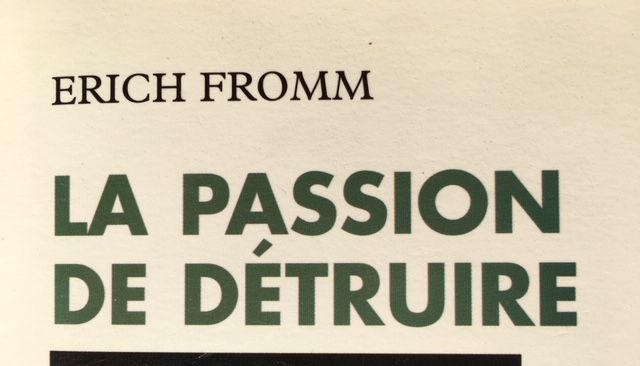 ERICH FROMM
LA PASSION
DE DÉTRUIRE